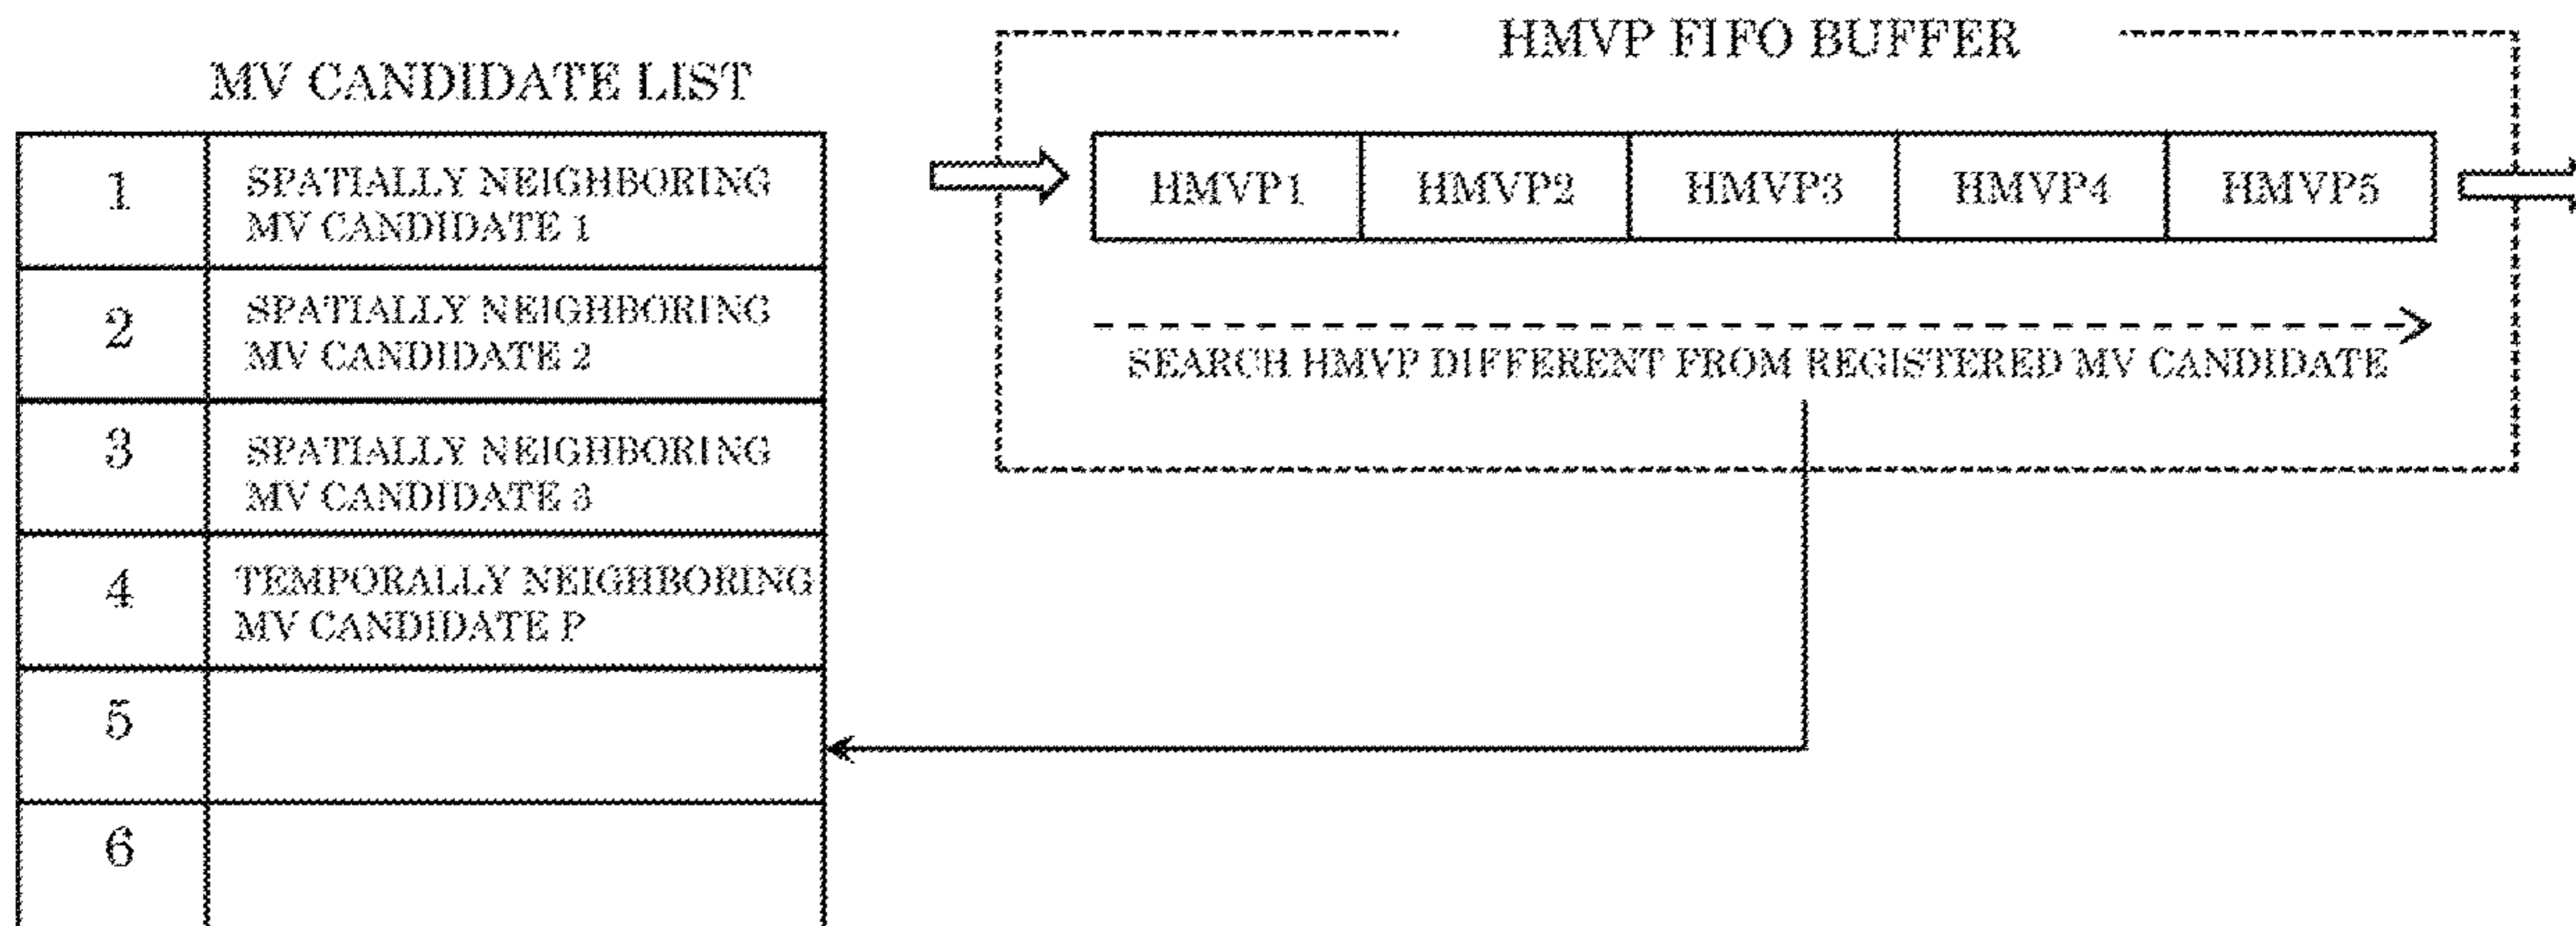 MV CANDIDATE LIST
1
SPATIALLY NEIGHBORING
MV CANDIDATE 1
2
SPATIALLY NEIGHBORING
MV CANDIDATE 2
3
SPATIALLY NEIGHBORING
MV CANDIDATE 3
4
TEMPORALLY NEIGHBORING
MV CANDIDATE P
5
6
HMVP FIFO BUFFER
HMVP1 HMVP2 HMVP3 HMVP4 HMVP5
SEARCH HMVP DIFFERENT FROM REGISTERED MV CANDIDATE